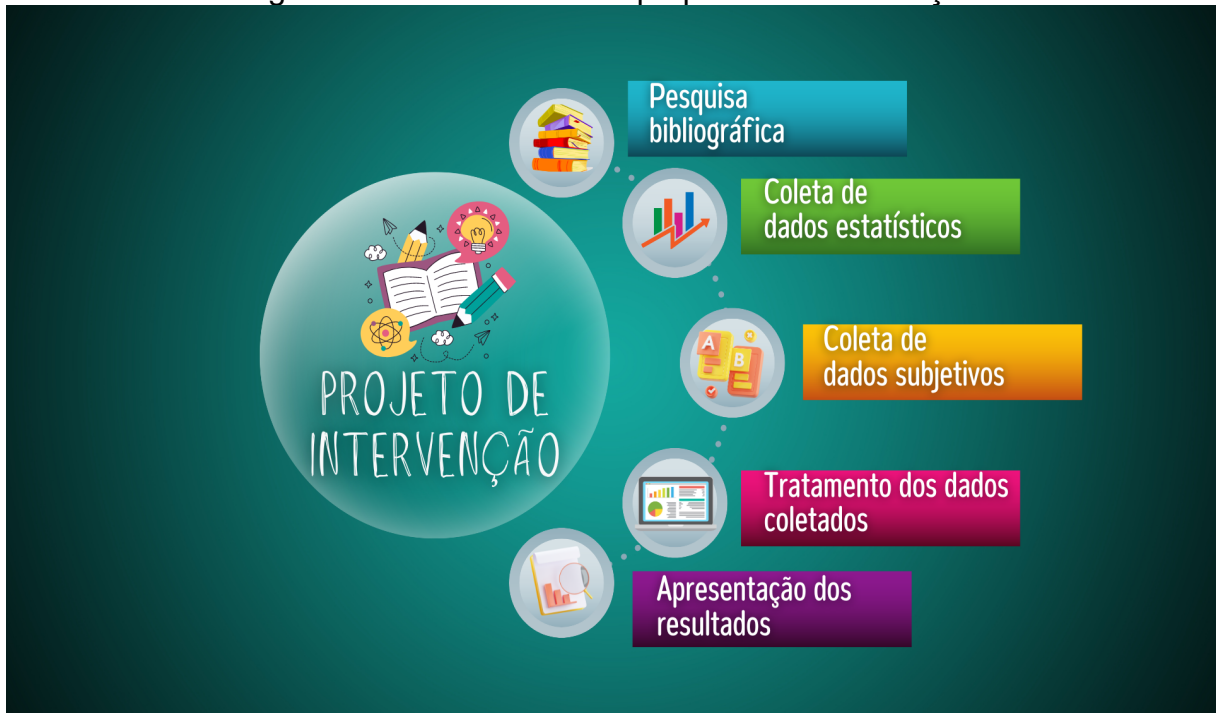 PROJETO DE
INTERVENÇÃO
Pesquisa
bibliográfica
Coleta de
dados estatísticos
A
B
Coleta de
dados subjetivos
Tratamento dos dados
coletados
Apresentação dos
resultados